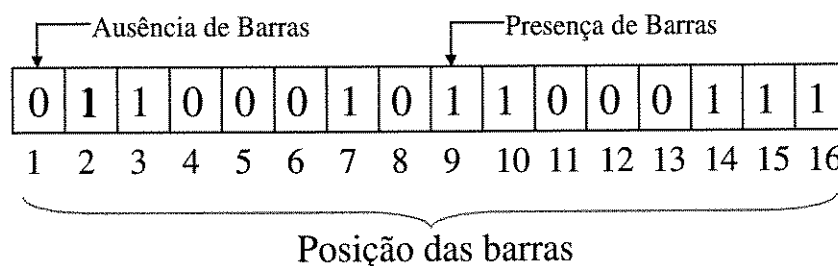 Ausência de Barras Presença de Barras
0 1 1 0 0 0 1 0 1 1 0 0 0 1 1 1
1 2 3 4 5 6 7 8 9 10 11 12 13 14 15 16
Posição das barras